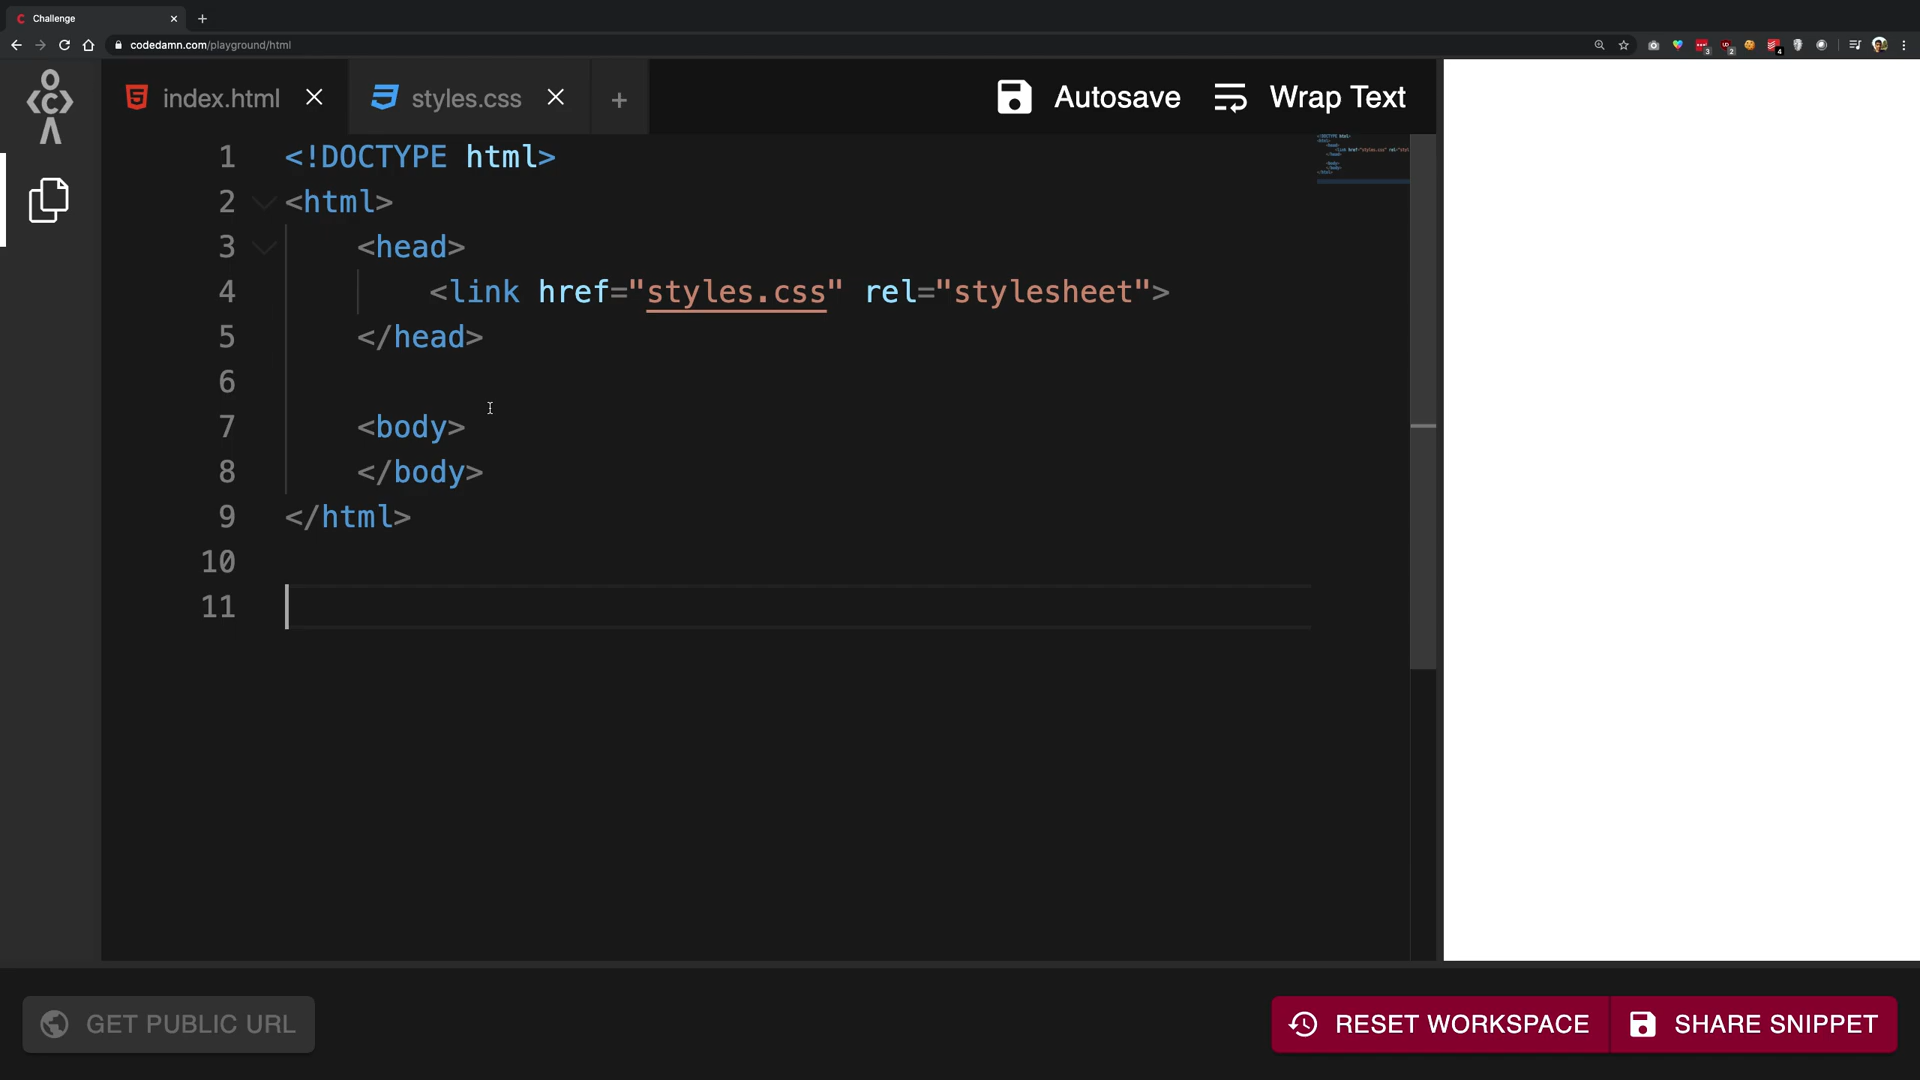 Challenge
codedamn.com/playground/html
index.html
styles.css
Autosave
Wrap Text
1 <!DOCTYPE html>
2 <html>
3 <head>
4 <link href="styles.css" rel="stylesheet">
5 </head>
6
7 <body>
8 </body>
9 </html>
10
11
GET PUBLIC URL
RESET WORKSPACE
SHARE SNIPPET